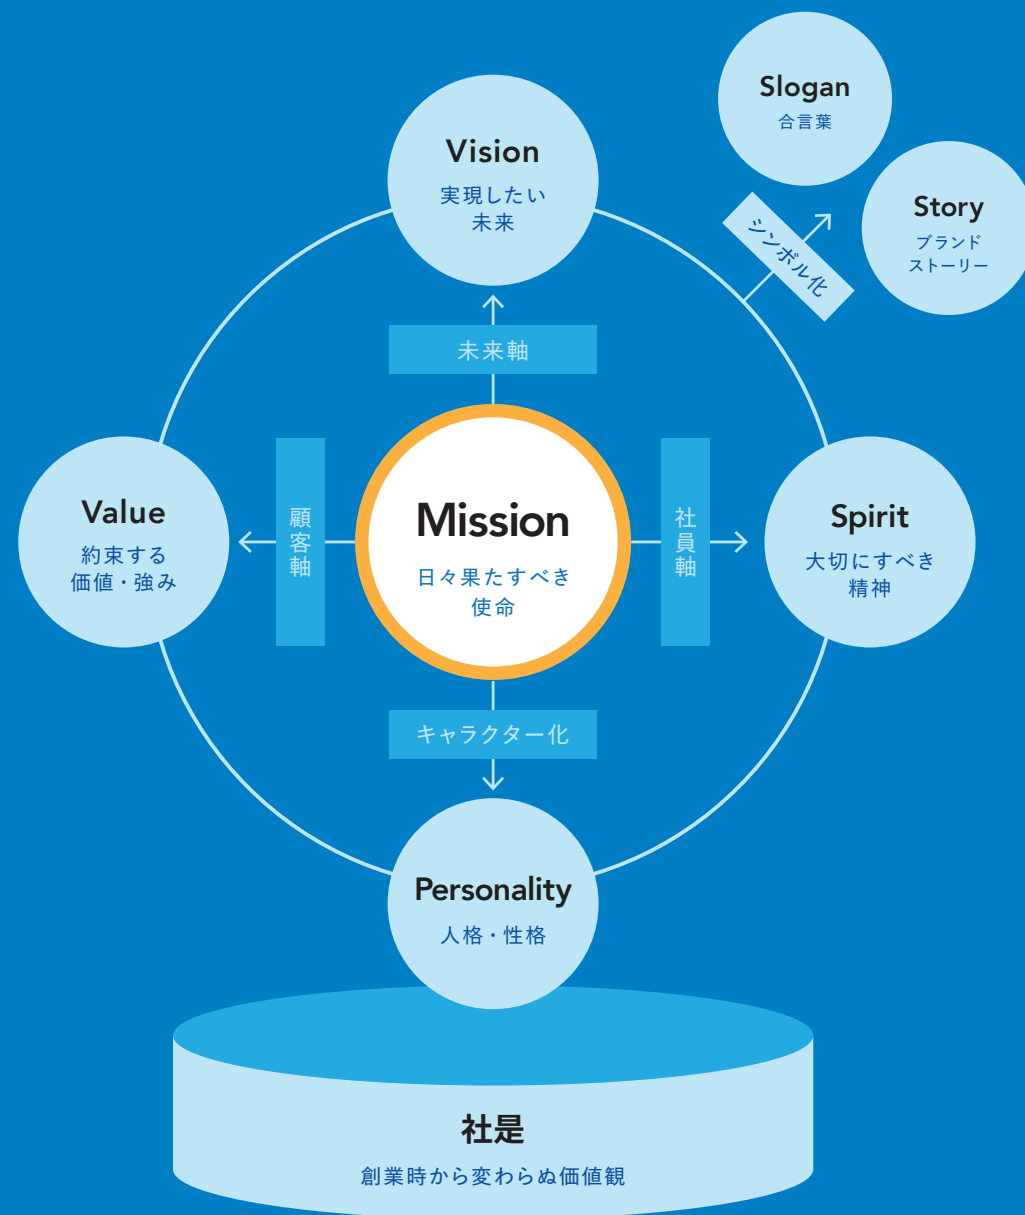 Slogan
合言葉
Vision
実現したい
未来
Story
ブランド
ストーリー
シンボル化
未来軸
Value
約束する
価値・強み
顧客軸
Mission
日々果たすべき
使命
社員軸
Spirit
大切にすべき
精神
キャラクター化
Personality
人格・性格
社是
創業時から変わらぬ価値観